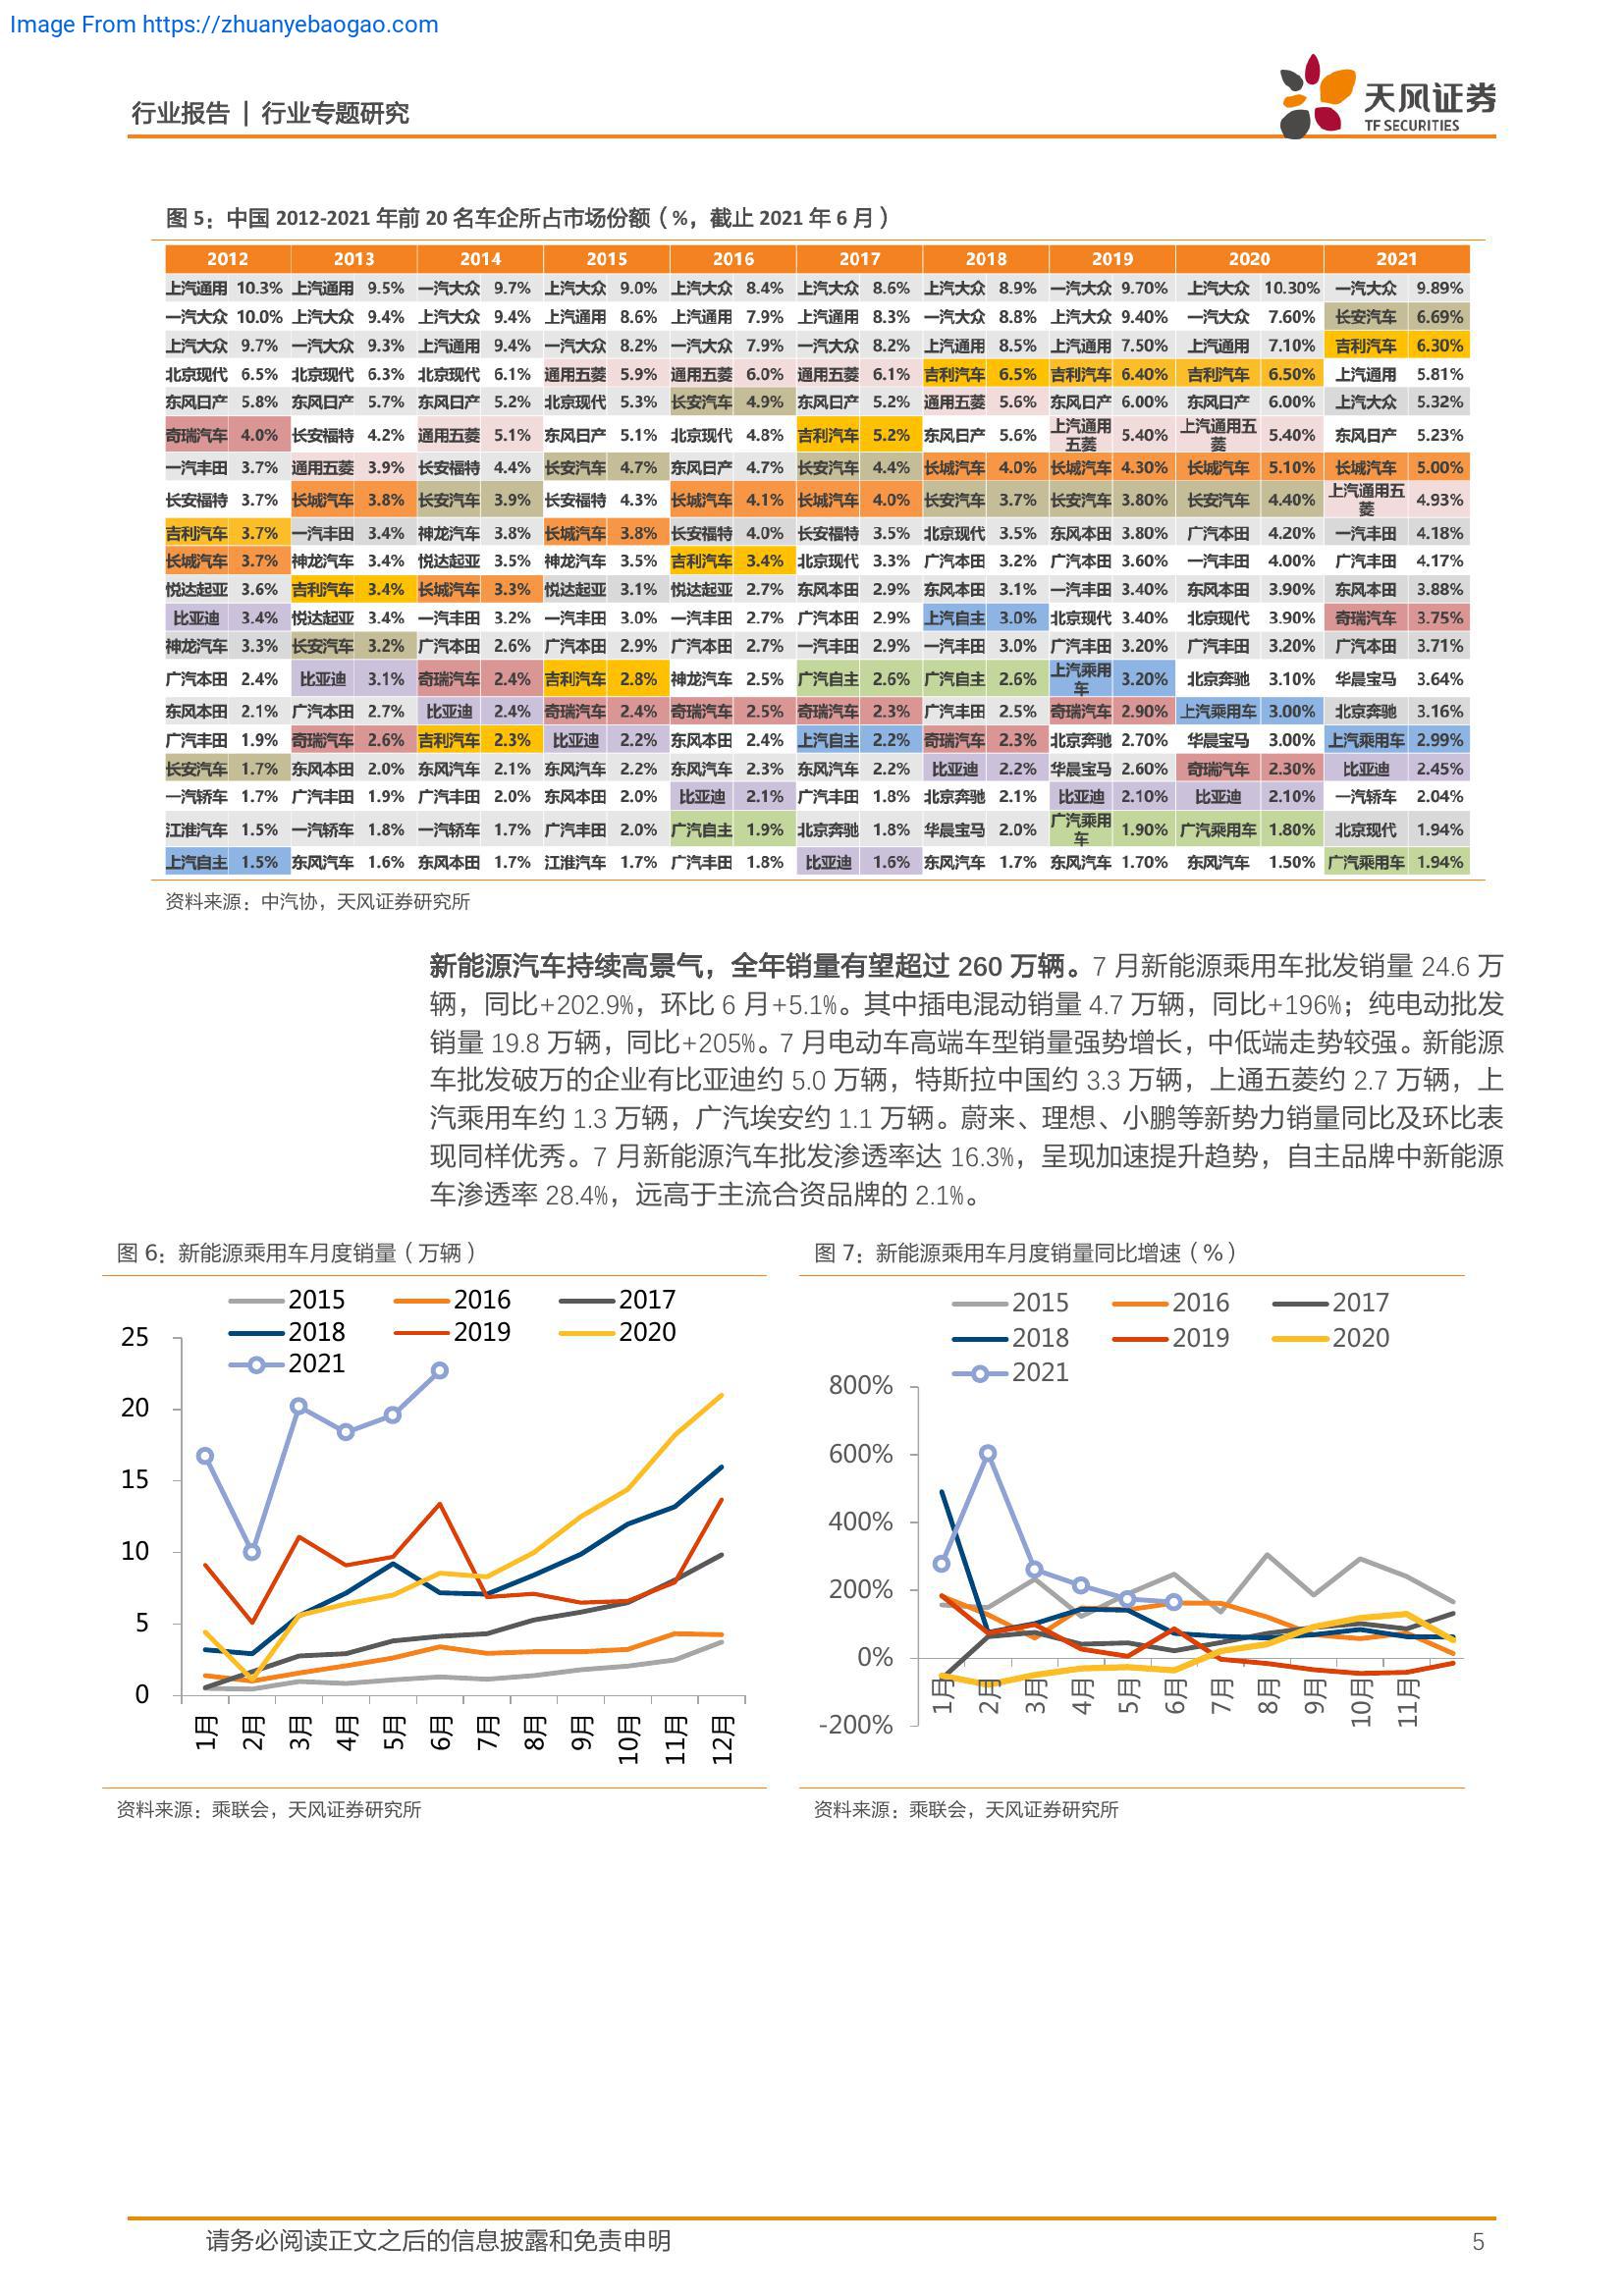 Image From https://zhuanyebaogao.com
行业报告 | 行业专题研究
天风证券
TF SECURITIES
图 5：中国 2012-2021 年前 20 名车企所占市场份额（%，截止 2021 年 6 月）
2012 2013 2014 2015 2016 2017 2018 2019 2020 2021
上汽通用 10.3% 上汽通用 9.5% 一汽大众 9.7% 上汽大众 9.0% 上汽大众 8.4% 上汽大众 8.6% 上汽大众 8.9% 一汽大众 9.70% 上汽大众 10.30% 一汽大众 9.89%
一汽大众 10.0% 上汽大众 9.4% 上汽大众 9.4% 上汽通用 8.6% 上汽通用 7.9% 上汽通用 8.3% 一汽大众 8.8% 上汽大众 9.40% 一汽大众 7.60% 长安汽车 6.69%
上汽大众 9.7% 一汽大众 9.3% 上汽通用 9.4% 一汽大众 8.2% 一汽大众 7.9% 一汽大众 8.2% 上汽通用 8.5% 上汽通用 7.50% 上汽通用 7.10% 吉利汽车 6.30%
北京现代 6.5% 北京现代 6.3% 北京现代 6.1% 通用五菱 5.9% 通用五菱 6.0% 通用五菱 6.1% 吉利汽车 6.5% 吉利汽车 6.40% 吉利汽车 6.50% 上汽通用 5.81%
东风日产 5.8% 东风日产 5.7% 东风日产 5.2% 北京现代 5.3% 长安汽车 4.9% 东风日产 5.2% 通用五菱 5.6% 东风日产 6.00% 东风日产 6.00% 上汽大众 5.32%
奇瑞汽车 4.0% 长安福特 4.2% 通用五菱 5.1% 东风日产 5.1% 北京现代 4.8% 吉利汽车 5.2% 东风日产 5.6% 上汽通用五菱 5.40% 上汽通用五菱 5.40% 东风日产 5.23%
一汽丰田 3.7% 通用五菱 3.9% 长安福特 4.4% 长安汽车 4.7% 东风日产 4.7% 长安汽车 4.4% 长城汽车 4.0% 长城汽车 4.30% 长城汽车 5.10% 长城汽车 5.00%
长安福特 3.7% 长城汽车 3.8% 长安汽车 3.9% 长安福特 4.3% 长城汽车 4.1% 长城汽车 4.0% 长安汽车 3.7% 长安汽车 3.80% 长安汽车 4.40% 上汽通用五菱 4.93%
吉利汽车 3.7% 一汽丰田 3.4% 神龙汽车 3.8% 长城汽车 3.8% 长安福特 4.0% 长安福特 3.5% 北京现代 3.5% 东风本田 3.80% 广汽本田 4.20% 一汽丰田 4.18%
长城汽车 3.7% 神龙汽车 3.4% 悦达起亚 3.5% 神龙汽车 3.5% 吉利汽车 3.4% 北京现代 3.3% 广汽本田 3.2% 广汽本田 3.60% 一汽丰田 4.00% 广汽丰田 4.17%
悦达起亚 3.6% 吉利汽车 3.4% 长城汽车 3.3% 悦达起亚 3.1% 悦达起亚 2.7% 东风本田 2.9% 东风本田 3.1% 一汽丰田 3.40% 东风本田 3.90% 东风本田 3.88%
比亚迪 3.4% 悦达起亚 3.4% 一汽丰田 3.2% 一汽丰田 3.0% 一汽丰田 2.7% 广汽本田 2.9% 上汽自主 3.0% 北京现代 3.40% 北京现代 3.90% 奇瑞汽车 3.75%
神龙汽车 3.3% 长安汽车 3.2% 广汽本田 2.6% 广汽本田 2.9% 广汽本田 2.7% 一汽丰田 2.9% 一汽丰田 3.0% 广汽丰田 3.20% 广汽丰田 3.20% 广汽本田 3.71%
广汽本田 2.4% 比亚迪 3.1% 奇瑞汽车 2.4% 吉利汽车 2.8% 神龙汽车 2.5% 广汽自主 2.6% 广汽自主 2.6% 上汽乘用车 3.20% 北京奔驰 3.10% 华晨宝马 3.64%
东风本田 2.1% 广汽本田 2.7% 比亚迪 2.4% 奇瑞汽车 2.4% 奇瑞汽车 2.5% 奇瑞汽车 2.3% 广汽丰田 2.5% 奇瑞汽车 2.90% 上汽乘用车 3.00% 北京奔驰 3.16%
广汽丰田 1.9% 奇瑞汽车 2.6% 吉利汽车 2.3% 比亚迪 2.2% 东风本田 2.4% 上汽自主 2.2% 奇瑞汽车 2.3% 北京奔驰 2.70% 华晨宝马 3.00% 上汽乘用车 2.99%
长安汽车 1.7% 东风本田 2.0% 东风汽车 2.1% 东风汽车 2.2% 东风汽车 2.3% 东风汽车 2.2% 比亚迪 2.2% 华晨宝马 2.60% 奇瑞汽车 2.30% 比亚迪 2.45%
一汽轿车 1.7% 广汽丰田 1.9% 广汽丰田 2.0% 东风本田 2.0% 比亚迪 2.1% 广汽丰田 1.8% 北京奔驰 2.1% 比亚迪 2.10% 比亚迪 2.10% 一汽轿车 2.04%
江淮汽车 1.5% 一汽轿车 1.8% 一汽轿车 1.7% 广汽丰田 2.0% 广汽自主 1.9% 北京奔驰 1.8% 华晨宝马 2.0% 广汽乘用车 1.90% 广汽乘用车 1.80% 北京现代 1.94%
上汽自主 1.5% 东风汽车 1.6% 东风本田 1.7% 江淮汽车 1.7% 广汽丰田 1.8% 比亚迪 1.6% 东风汽车 1.7% 东风汽车 1.70% 东风汽车 1.50% 广汽乘用车 1.94%
资料来源：中汽协，天风证券研究所
新能源汽车持续高景气，全年销量有望超过 260 万辆。7 月新能源乘用车批发销量 24.6 万
辆，同比+202.9%，环比 6 月+5.1%。其中插电混动销量 4.7 万辆，同比+196%；纯电动批发
销量 19.8 万辆，同比+205%。7 月电动车高端车型销量强势增长，中低端走势较强。新能源
车批发破万的企业有比亚迪约 5.0 万辆，特斯拉中国约 3.3 万辆，上通五菱约 2.7 万辆，上
汽乘用车约 1.3 万辆，广汽埃安约 1.1 万辆。蔚来、理想、小鹏等新势力销量同比及环比表
现同样优秀。7 月新能源汽车批发渗透率达 16.3%，呈现加速提升趋势，自主品牌中新能源
车渗透率 28.4%，远高于主流合资品牌的 2.1%。
图 6：新能源乘用车月度销量（万辆）
2015 2016 2017
2018 2019 2020
2021
25
20
15
10
5
0
1月 2月 3月 4月 5月 6月 7月 8月 9月 10月 11月 12月
资料来源：乘联会，天风证券研究所
图 7：新能源乘用车月度销量同比增速（%）
2015 2016 2017
2018 2019 2020
2021
800%
600%
400%
200%
0%
-200%
1月 2月 3月 4月 5月 6月 7月 8月 9月 10月 11月
资料来源：乘联会，天风证券研究所
请务必阅读正文之后的信息披露和免责申明
5